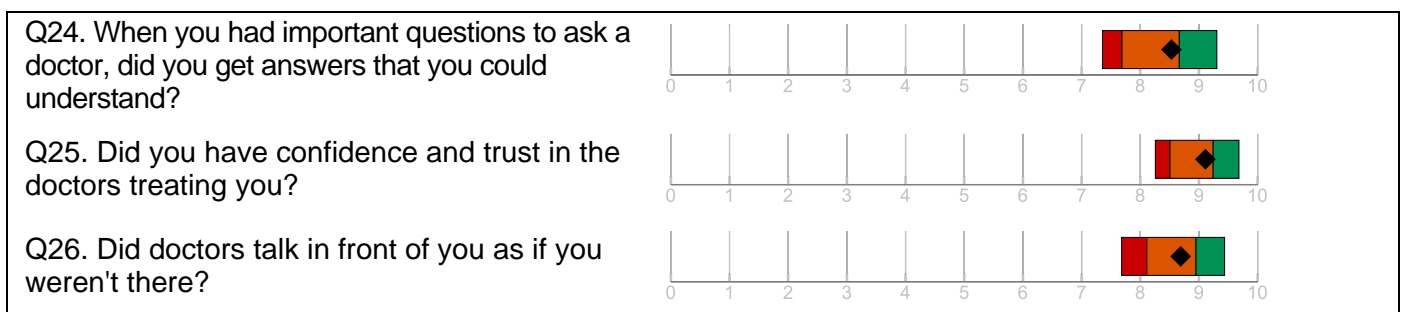 Q24. When you had important questions to ask a
doctor, did you get answers that you could
understand?
0 1 2 3 4 5 6 7 8 9 10
Q25. Did you have confidence and trust in the
doctors treating you?
0 1 2 3 4 5 6 7 8 9 10
Q26. Did doctors talk in front of you as if you
weren't there?
0 1 2 3 4 5 6 7 8 9 10